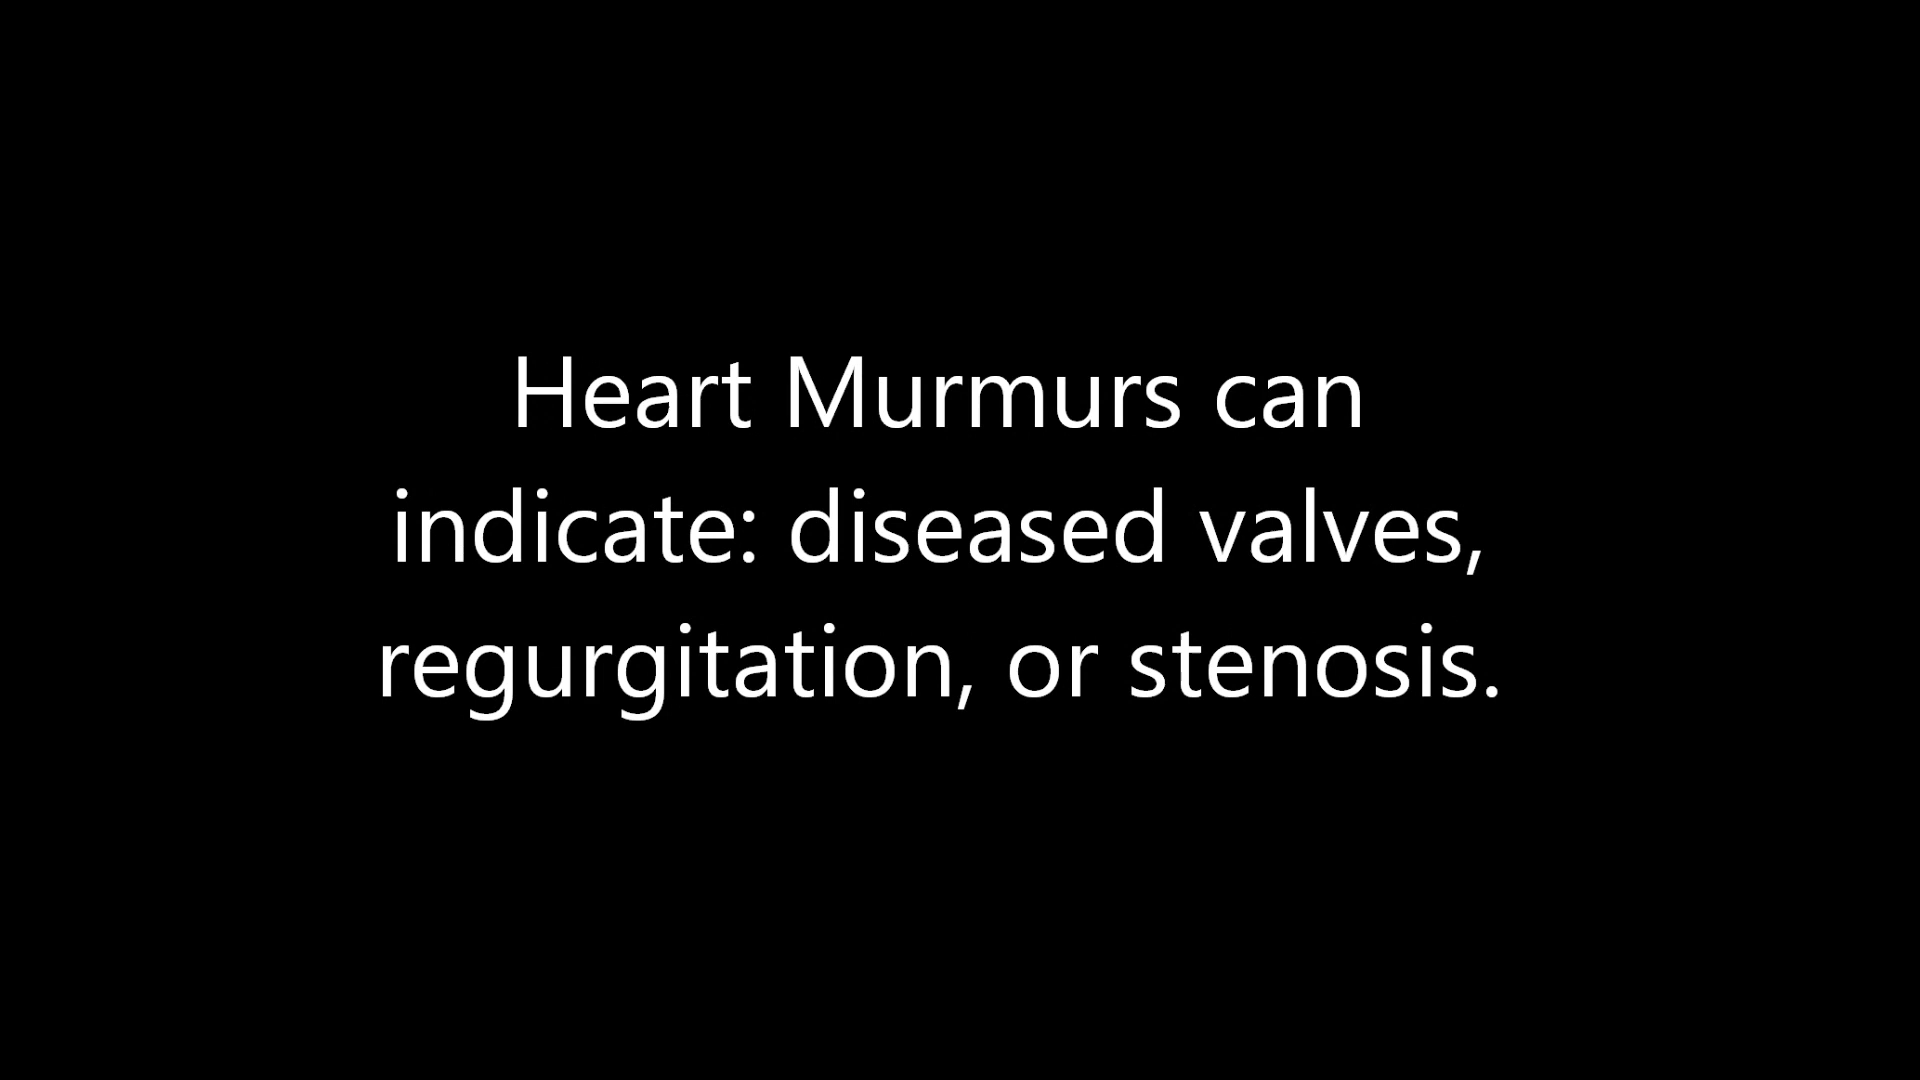 Heart Murmurs can
indicate: diseased valves,
regurgitation, or stenosis.